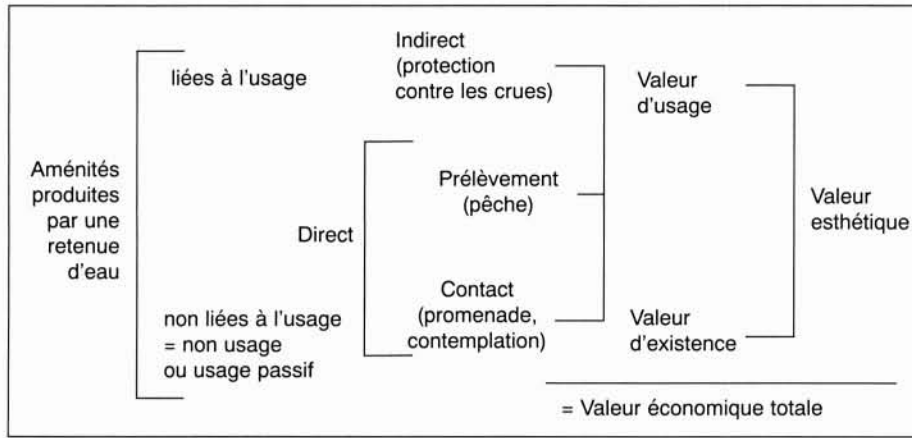 Aménités
produites
par une
retenue
d'eau
liées à l'usage
non liées à l'usage
= non usage
ou usage passif
Direct
Indirect
(protection
contre les crues)
Prélèvement
(pêche)
Contact
(promenade,
contemplation)
Valeur
d'usage
Valeur
d'existence
Valeur
esthétique
= Valeur économique totale